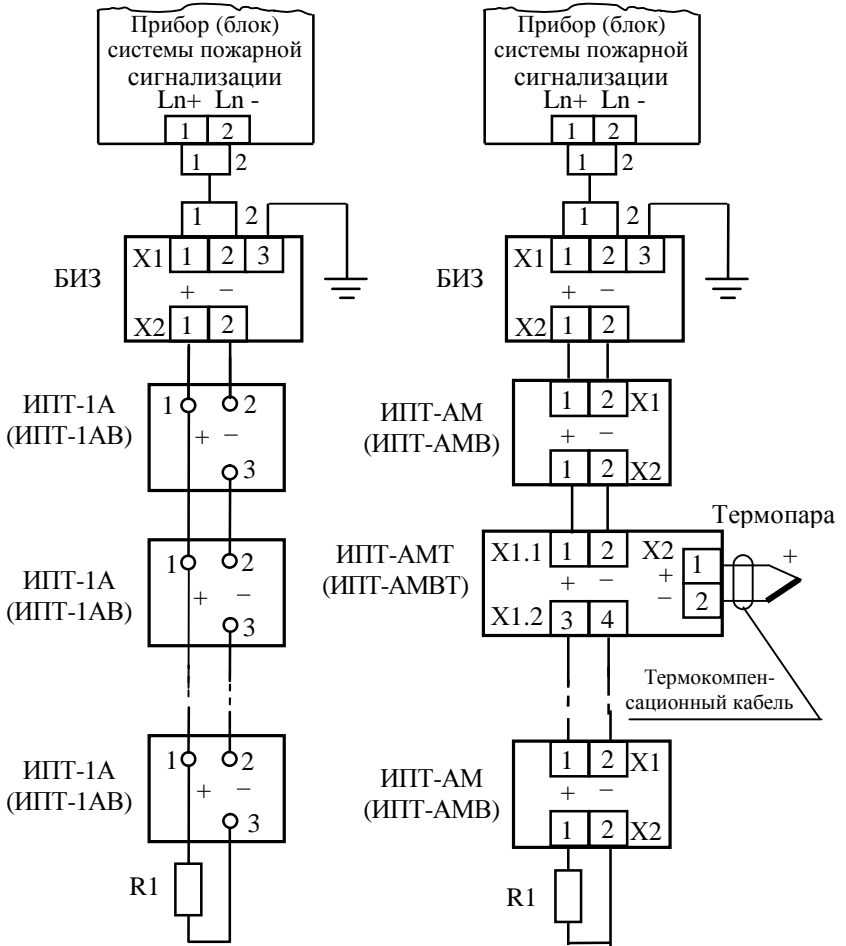 Прибор (блок)
системы пожарной
сигнализации
Ln+ Ln -
1 2
1 2
1 2
БИЗ
X1 1 2 3
+ −
X2 1 2
ИПТ-1А
(ИПТ-1АВ)
1 2
+ −
3
ИПТ-1А
(ИПТ-1АВ)
1 2
+ −
3
ИПТ-1А
(ИПТ-1АВ)
1 2
+ −
3
R1
Прибор (блок)
системы пожарной
сигнализации
Ln+ Ln -
1 2
1 2
1 2
БИЗ
X1 1 2 3
+ −
X2 1 2
ИПТ-АМ
(ИПТ-АМВ)
1 2 X1
+ −
1 2 X2
ИПТ-АМТ
(ИПТ-АМВТ)
X1.1 1 2
+ −
X1.2 3 4
X2
+ 1
− 2
Термопара
+
Термокомпен-
сационный кабель
ИПТ-АМ
(ИПТ-АМВ)
1 2 X1
+ −
1 2 X2
R1